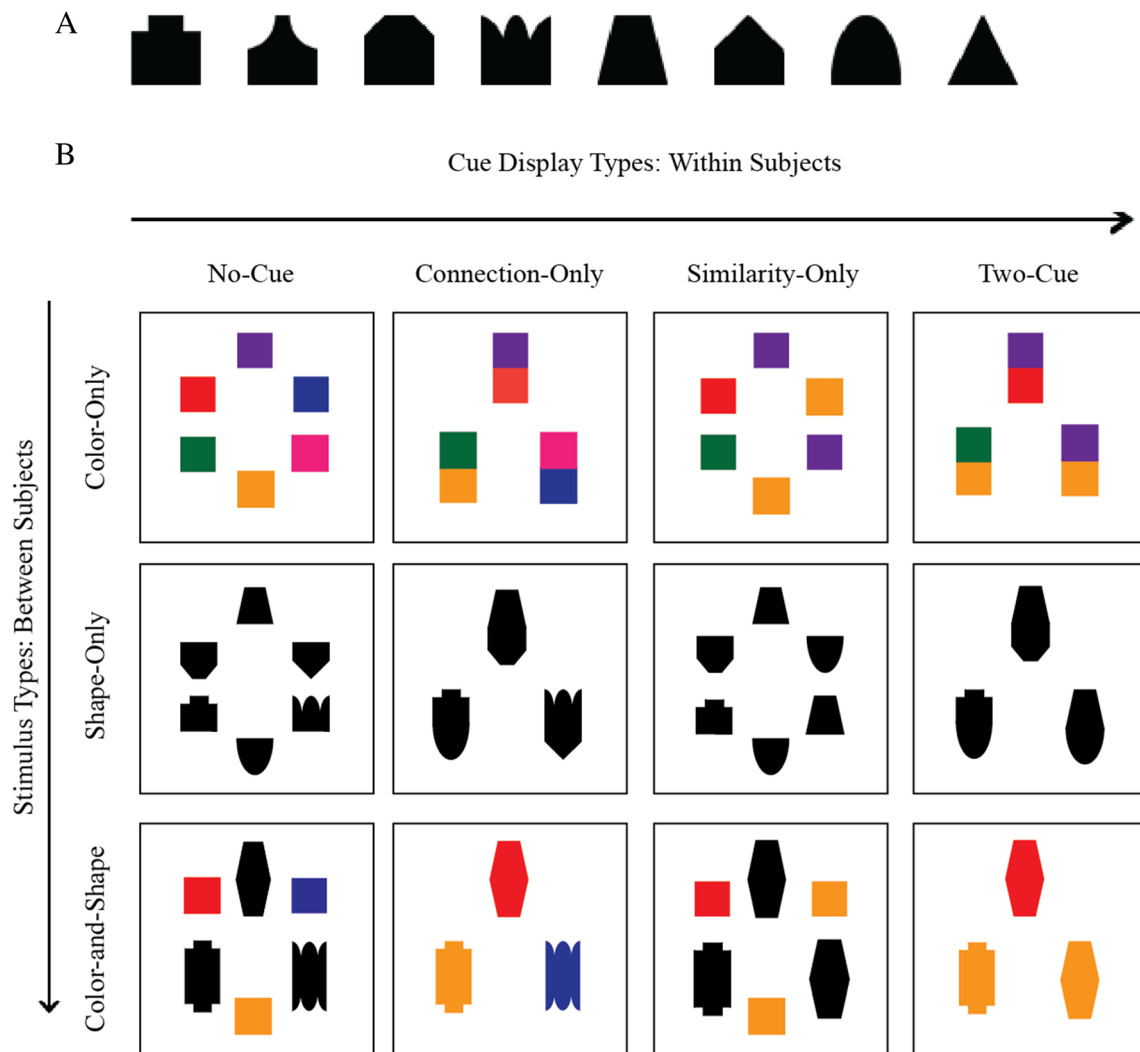 A
B
Cue Display Types: Within Subjects
No-Cue
Connection-Only
Similarity-Only
Two-Cue
Stimulus Types: Between Subjects
Color-Only
Shape-Only
Color-and-Shape